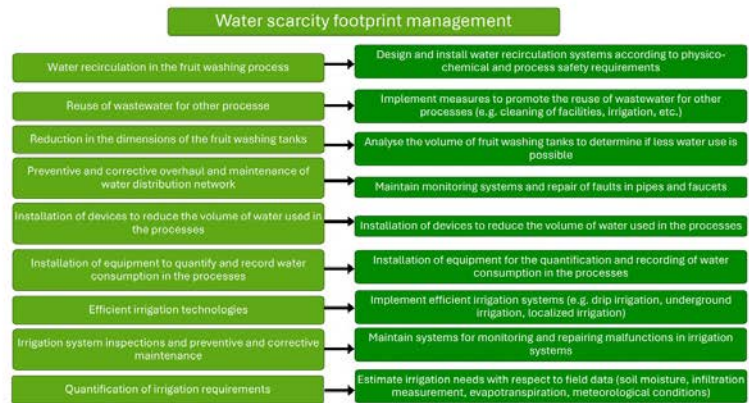 Water scarcity footprint management
Water recirculation in the fruit washing process
Design and install water recirculation systems according to physico-
chemical and process safety requirements
Reuse of wastewater for other processe
Implement measures to promote the reuse of wastewater for other
processes (e.g. cleaning of facilities, irrigation, etc.)
Reduction in the dimensions of the fruit washing tanks
Analyse the volume of fruit washing tanks to determine if less water use is
possible
Preventive and corrective overhaul and maintenance of
water distribution network
Maintain monitoring systems and repair of faults in pipes and faucets
Installation of devices to reduce the volume of water used in
the processes
Installation of devices to reduce the volume of water used in the processes
Installation of equipment to quantify and record water
consumption in the processes
Installation of equipment for the quantification and recording of water
consumption in the processes
Efficient irrigation technologies
Implement efficient irrigation systems (e.g. drip irrigation, underground
irrigation, localized irrigation)
Irrigation system inspections and preventive and corrective
maintenance
Maintain systems for monitoring and repairing malfunctions in irrigation
systems
Quantification of irrigation requirements
Estimate irrigation needs with respect to field data (soil moisture, infiltration
measurement, evapotranspiration, meteorological conditions)